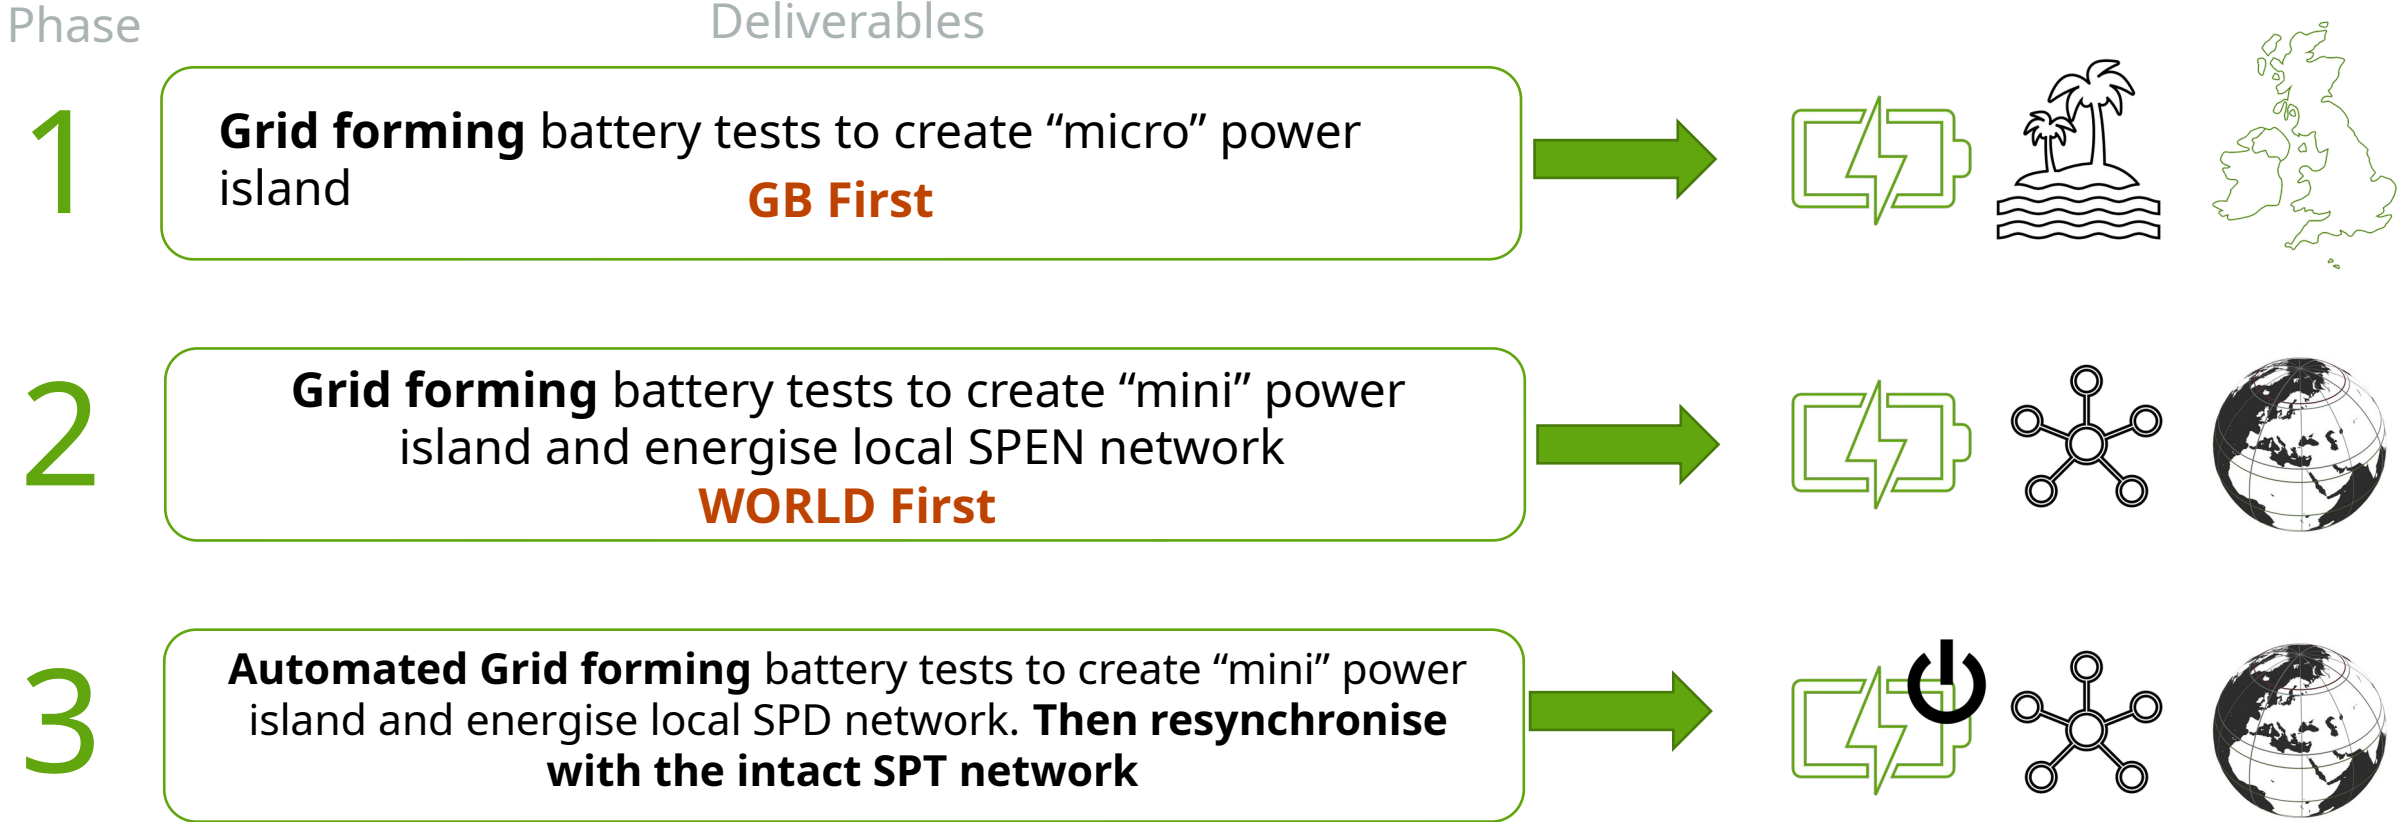 Phase
Deliverables
1
Grid forming battery tests to create “micro” power
island
GB First
2
Grid forming battery tests to create “mini” power
island and energise local SPEN network
WORLD First
3
Automated Grid forming battery tests to create “mini” power
island and energise local SPD network. Then resynchronise
with the intact SPT network